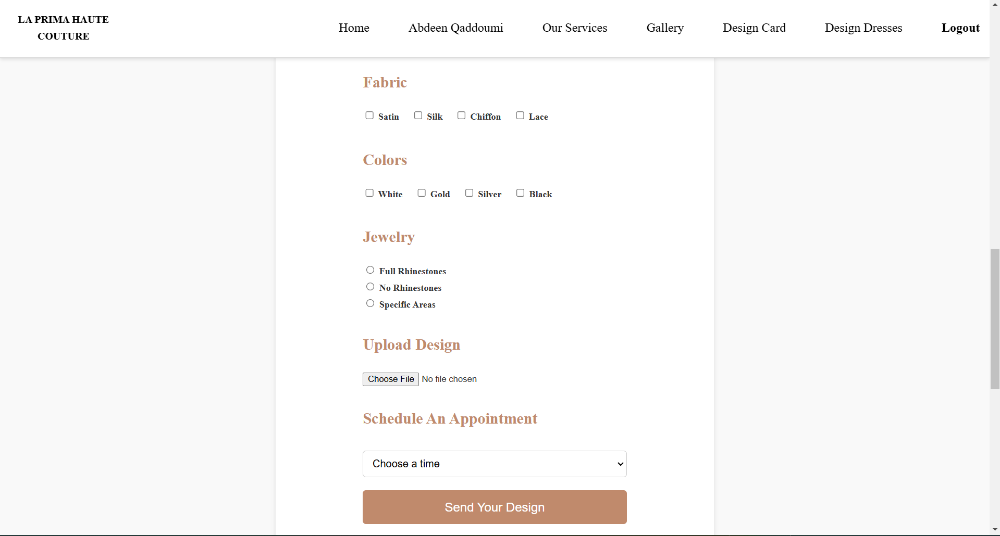 LA PRIMA HAUTE
COUTURE
Home Abdeen Qaddoumi Our Services Gallery Design Card Design Dresses Logout
Fabric
Satin Silk Chiffon Lace
Colors
White Gold Silver Black
Jewelry
Full Rhinestones
No Rhinestones
Specific Areas
Upload Design
Choose File No file chosen
Schedule An Appointment
Choose a time
Send Your Design